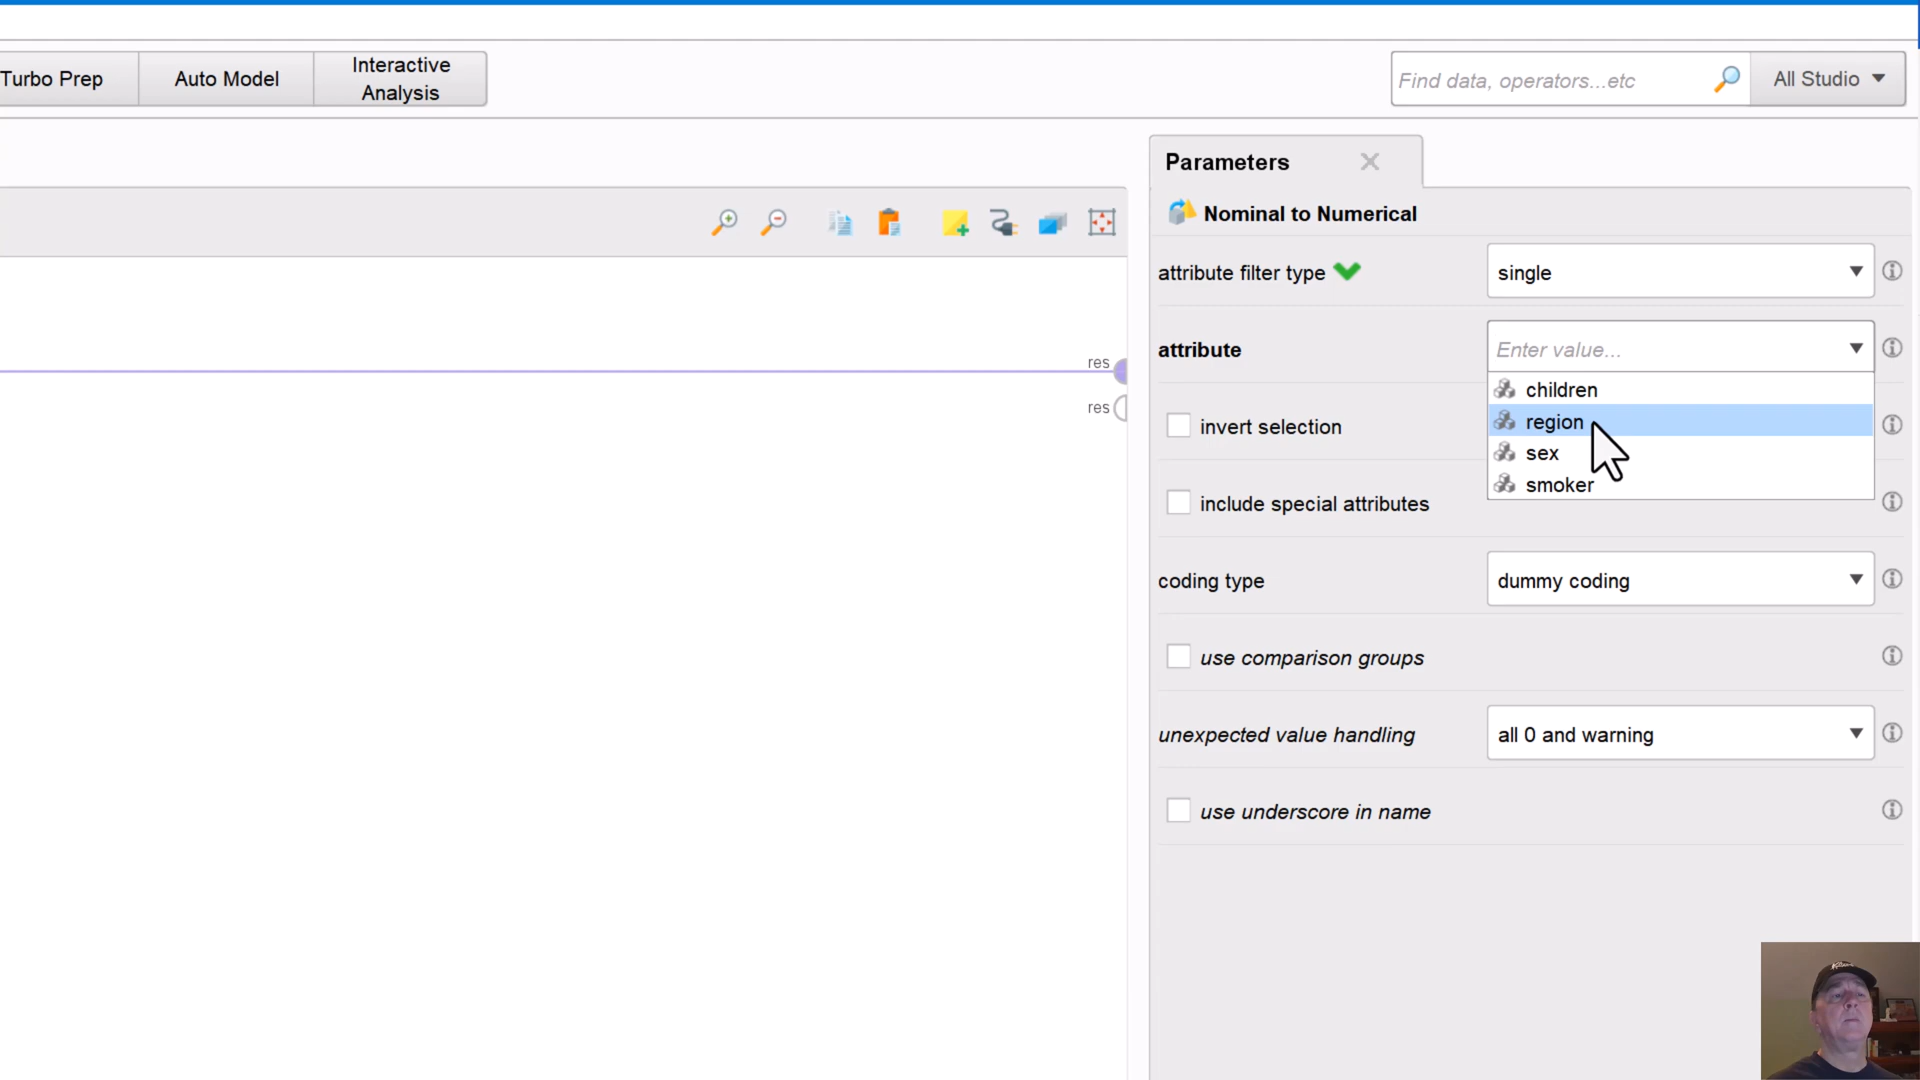 Turbo Prep
Auto Model
Interactive
Analysis
Find data, operators...etc
All Studio
Parameters
Nominal to Numerical
attribute filter type
single
attribute
Enter value...
children
region
sex
smoker
res
res
invert selection
include special attributes
coding type
dummy coding
use comparison groups
unexpected value handling
all 0 and warning
use underscore in name